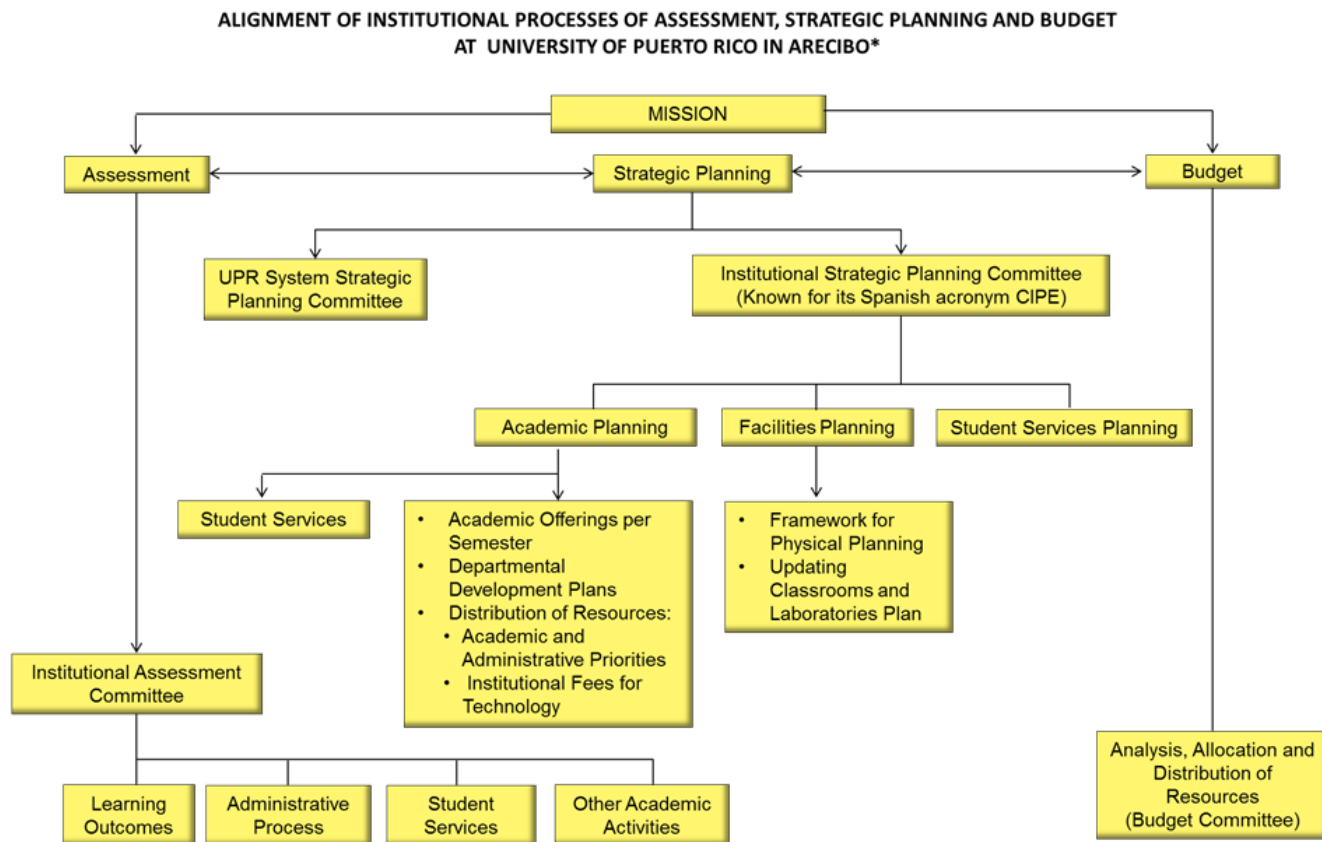 ALIGNMENT OF INSTITUTIONAL PROCESSES OF ASSESSMENT, STRATEGIC PLANNING AND BUDGET
AT UNIVERSITY OF PUERTO RICO IN ARECIBO*
MISSION
Assessment
Strategic Planning
Budget
UPR System Strategic
Planning Committee
Institutional Strategic Planning Committee
(Known for its Spanish acronym CIPE)
Academic Planning
Facilities Planning
Student Services Planning
Student Services
• Academic Offerings per
Semester
• Departmental
Development Plans
• Distribution of Resources:
• Academic and
Administrative Priorities
• Institutional Fees for
Technology
• Framework for
Physical Planning
• Updating
Classrooms and
Laboratories Plan
Institutional Assessment
Committee
Learning
Outcomes
Administrative
Process
Student
Services
Other Academic
Activities
Analysis, Allocation and
Distribution of
Resources
(Budget Committee)